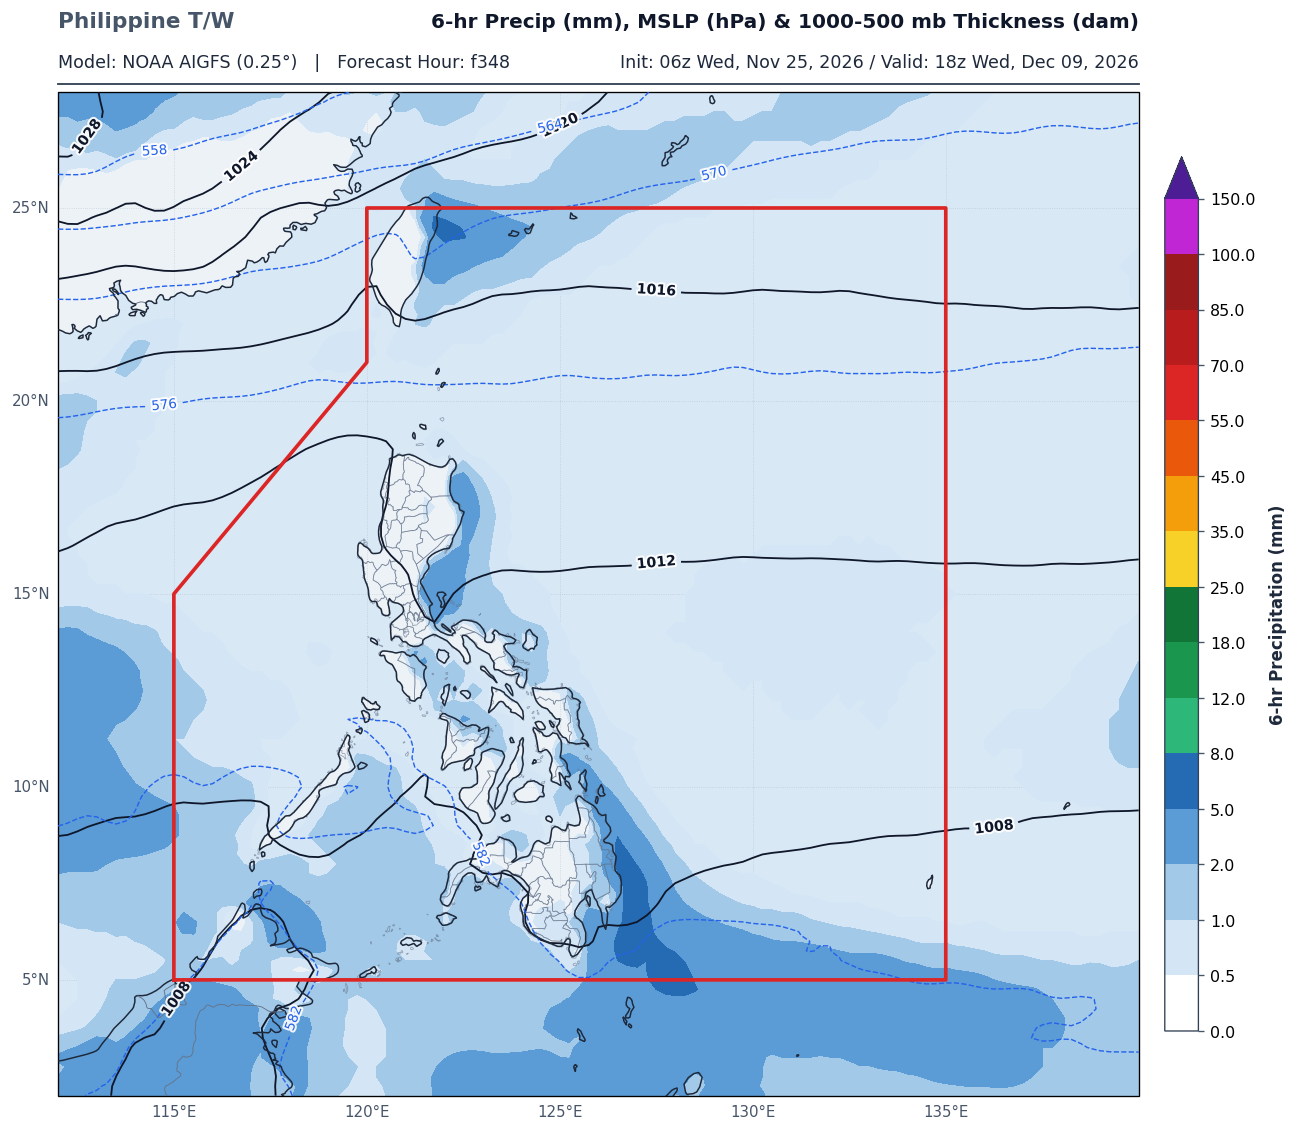 Philippine T/W
6-hr Precip (mm), MSLP (hPa) & 1000-500 mb Thickness (dam)
Model: NOAA AIGFS (0.25°) | Forecast Hour: f348
Init: 06z Wed, Nov 25, 2026 / Valid: 18z Wed, Dec 09, 2026
1028
558
1024
564
20
570
25°N
1016
576
20°N
1012
15°N
10°N
1008
582
5°N
1008
582
115°E
120°E
125°E
130°E
135°E
150.0
100.0
85.0
70.0
55.0
45.0
35.0
25.0
18.0
12.0
8.0
5.0
2.0
1.0
0.5
0.0
6-hr Precipitation (mm)